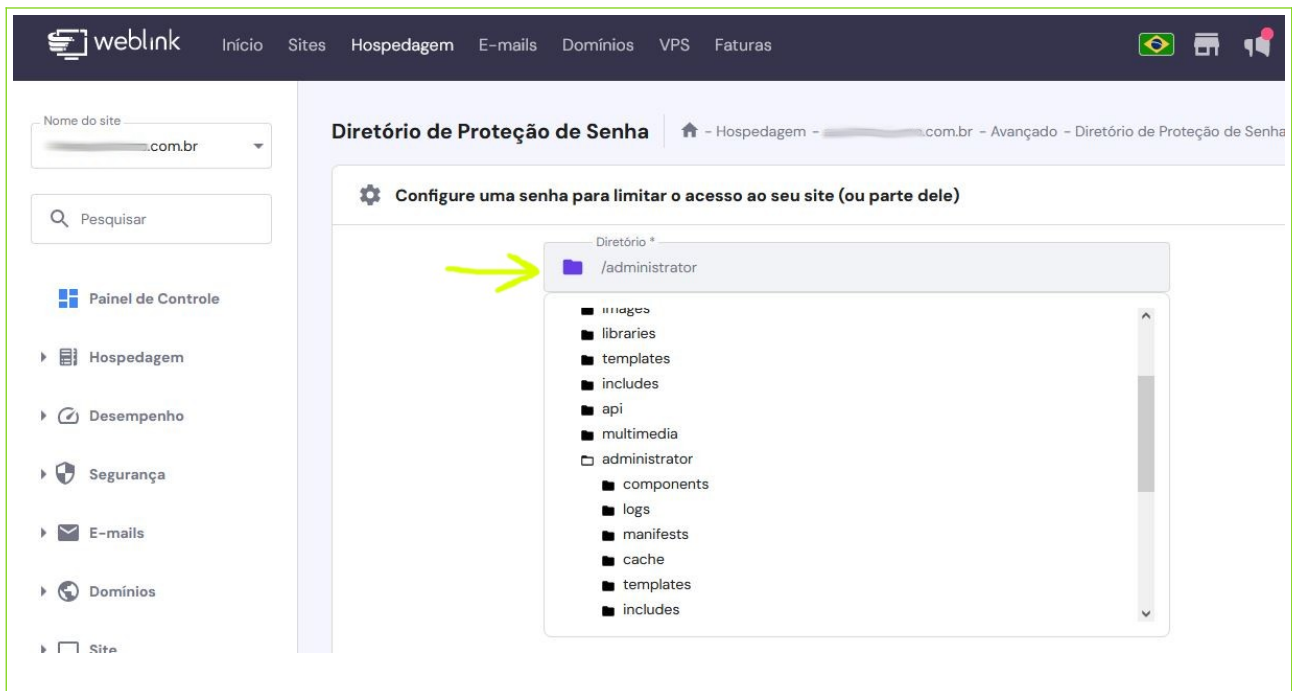 weblink Início Sites Hospedagem E-mails Domínios VPS Faturas
Nome do site
.com.br
Pesquisar
Painel de Controle
Hospedagem
Desempenho
Segurança
E-mails
Domínios
Site
Diretório de Proteção de Senha - Hospedagem - .com.br - Avançado - Diretório de Proteção de Senha
Configure uma senha para limitar o acesso ao seu site (ou parte dele)
Diretório *
/administrator
images
libraries
templates
includes
api
multimedia
administrator
components
logs
manifests
cache
templates
includes